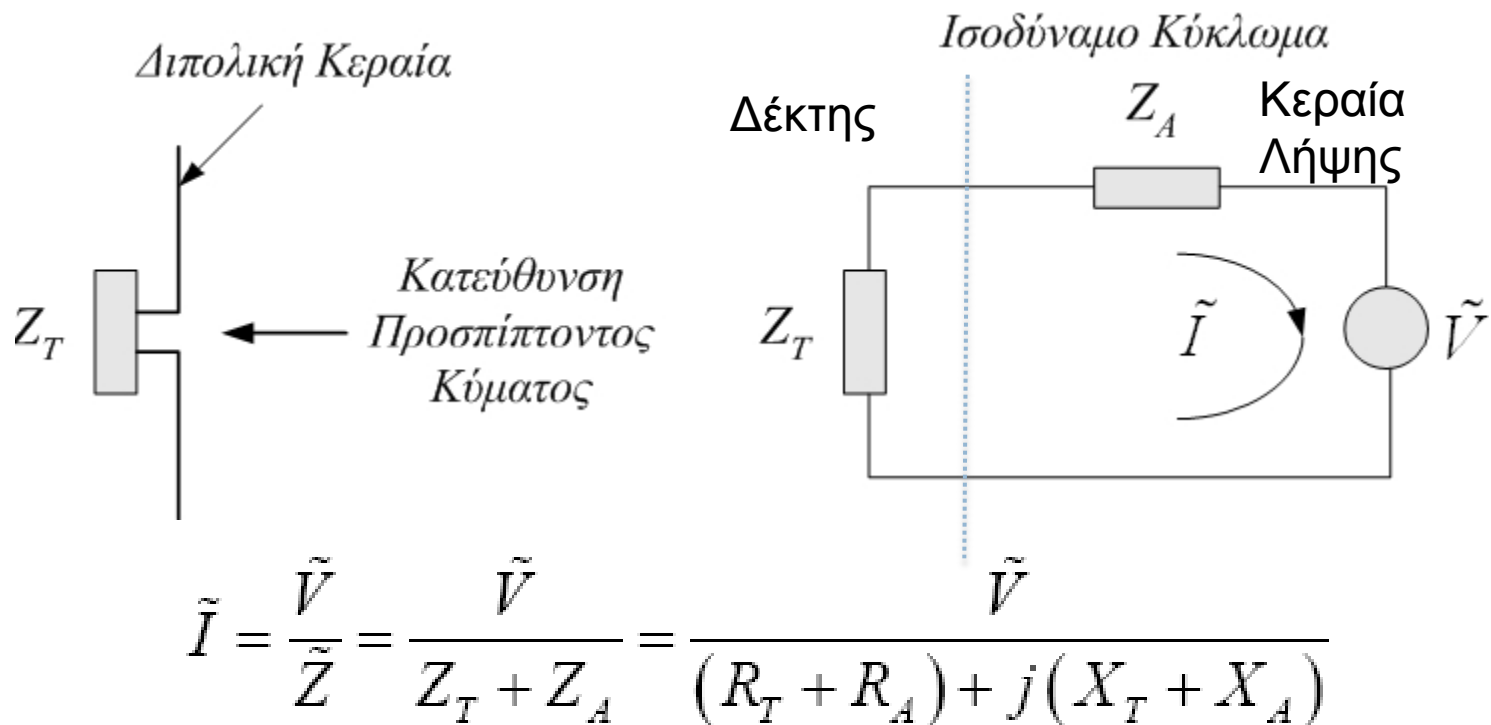 Διπολική Κεραία
Z_T
Κατεύθυνση
Προσπίπτοντος
Κύματος
Ισοδύναμο Κύκλωμα
Δέκτης
Z_A
Κεραία
Λήψης
Z_T
Ĩ
Ṽ
Ĩ = Ṽ / Z̃ = Ṽ / (Z_T + Z_A) = Ṽ / ((R_T + R_A) + j(X_T + X_A))